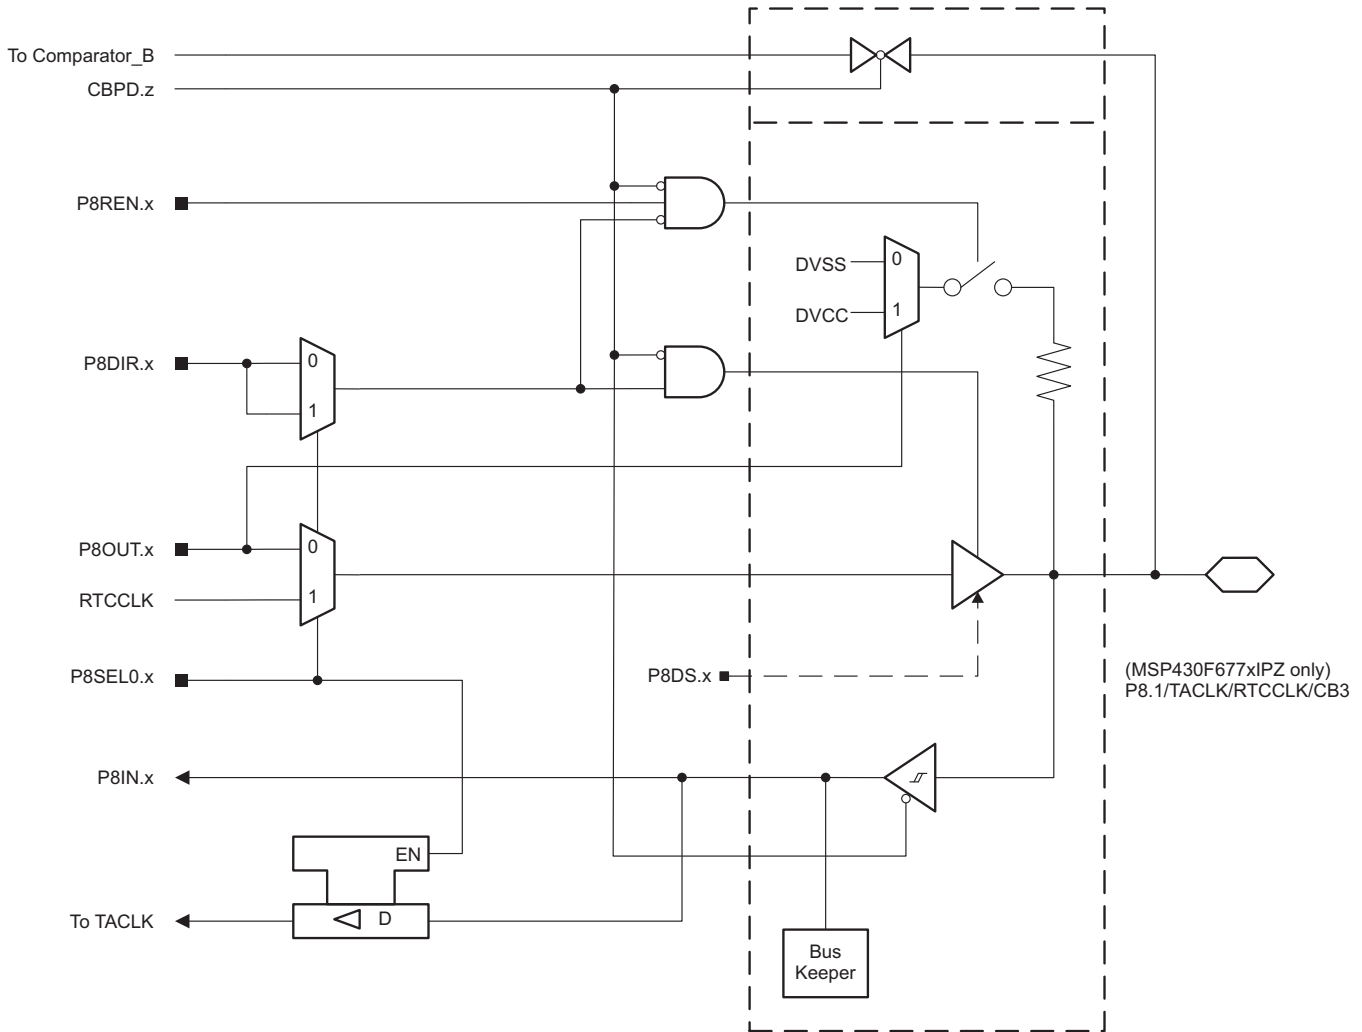 To Comparator_B
CBPD.z
P8REN.x
DVSS
0
DVCC
1
P8DIR.x
0
1
P8OUT.x
0
RTCCLK
1
P8SEL0.x
P8DS.x
(MSP430F677xIPZ only)
P8.1/TACLK/RTCCLK/CB3
P8IN.x
EN
To TACLK
D
Bus
Keeper